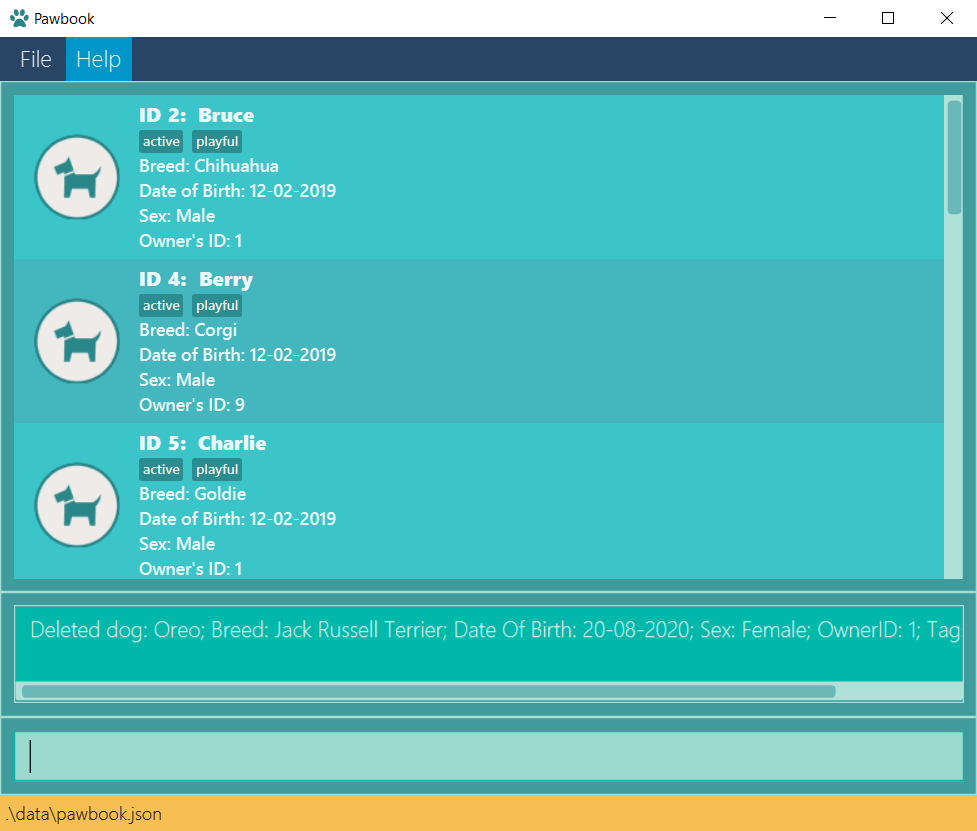 Pawbook
File Help
ID 2: Bruce
active playful
Breed: Chihuahua
Date of Birth: 12-02-2019
Sex: Male
Owner's ID: 1
ID 4: Berry
active playful
Breed: Corgi
Date of Birth: 12-02-2019
Sex: Male
Owner's ID: 9
ID 5: Charlie
active playful
Breed: Goldie
Date of Birth: 12-02-2019
Sex: Male
Owner's ID: 1
Deleted dog: Oreo; Breed: Jack Russell Terrier; Date Of Birth: 20-08-2020; Sex: Female; OwnerID: 1; Tag
.\data\pawbook.json